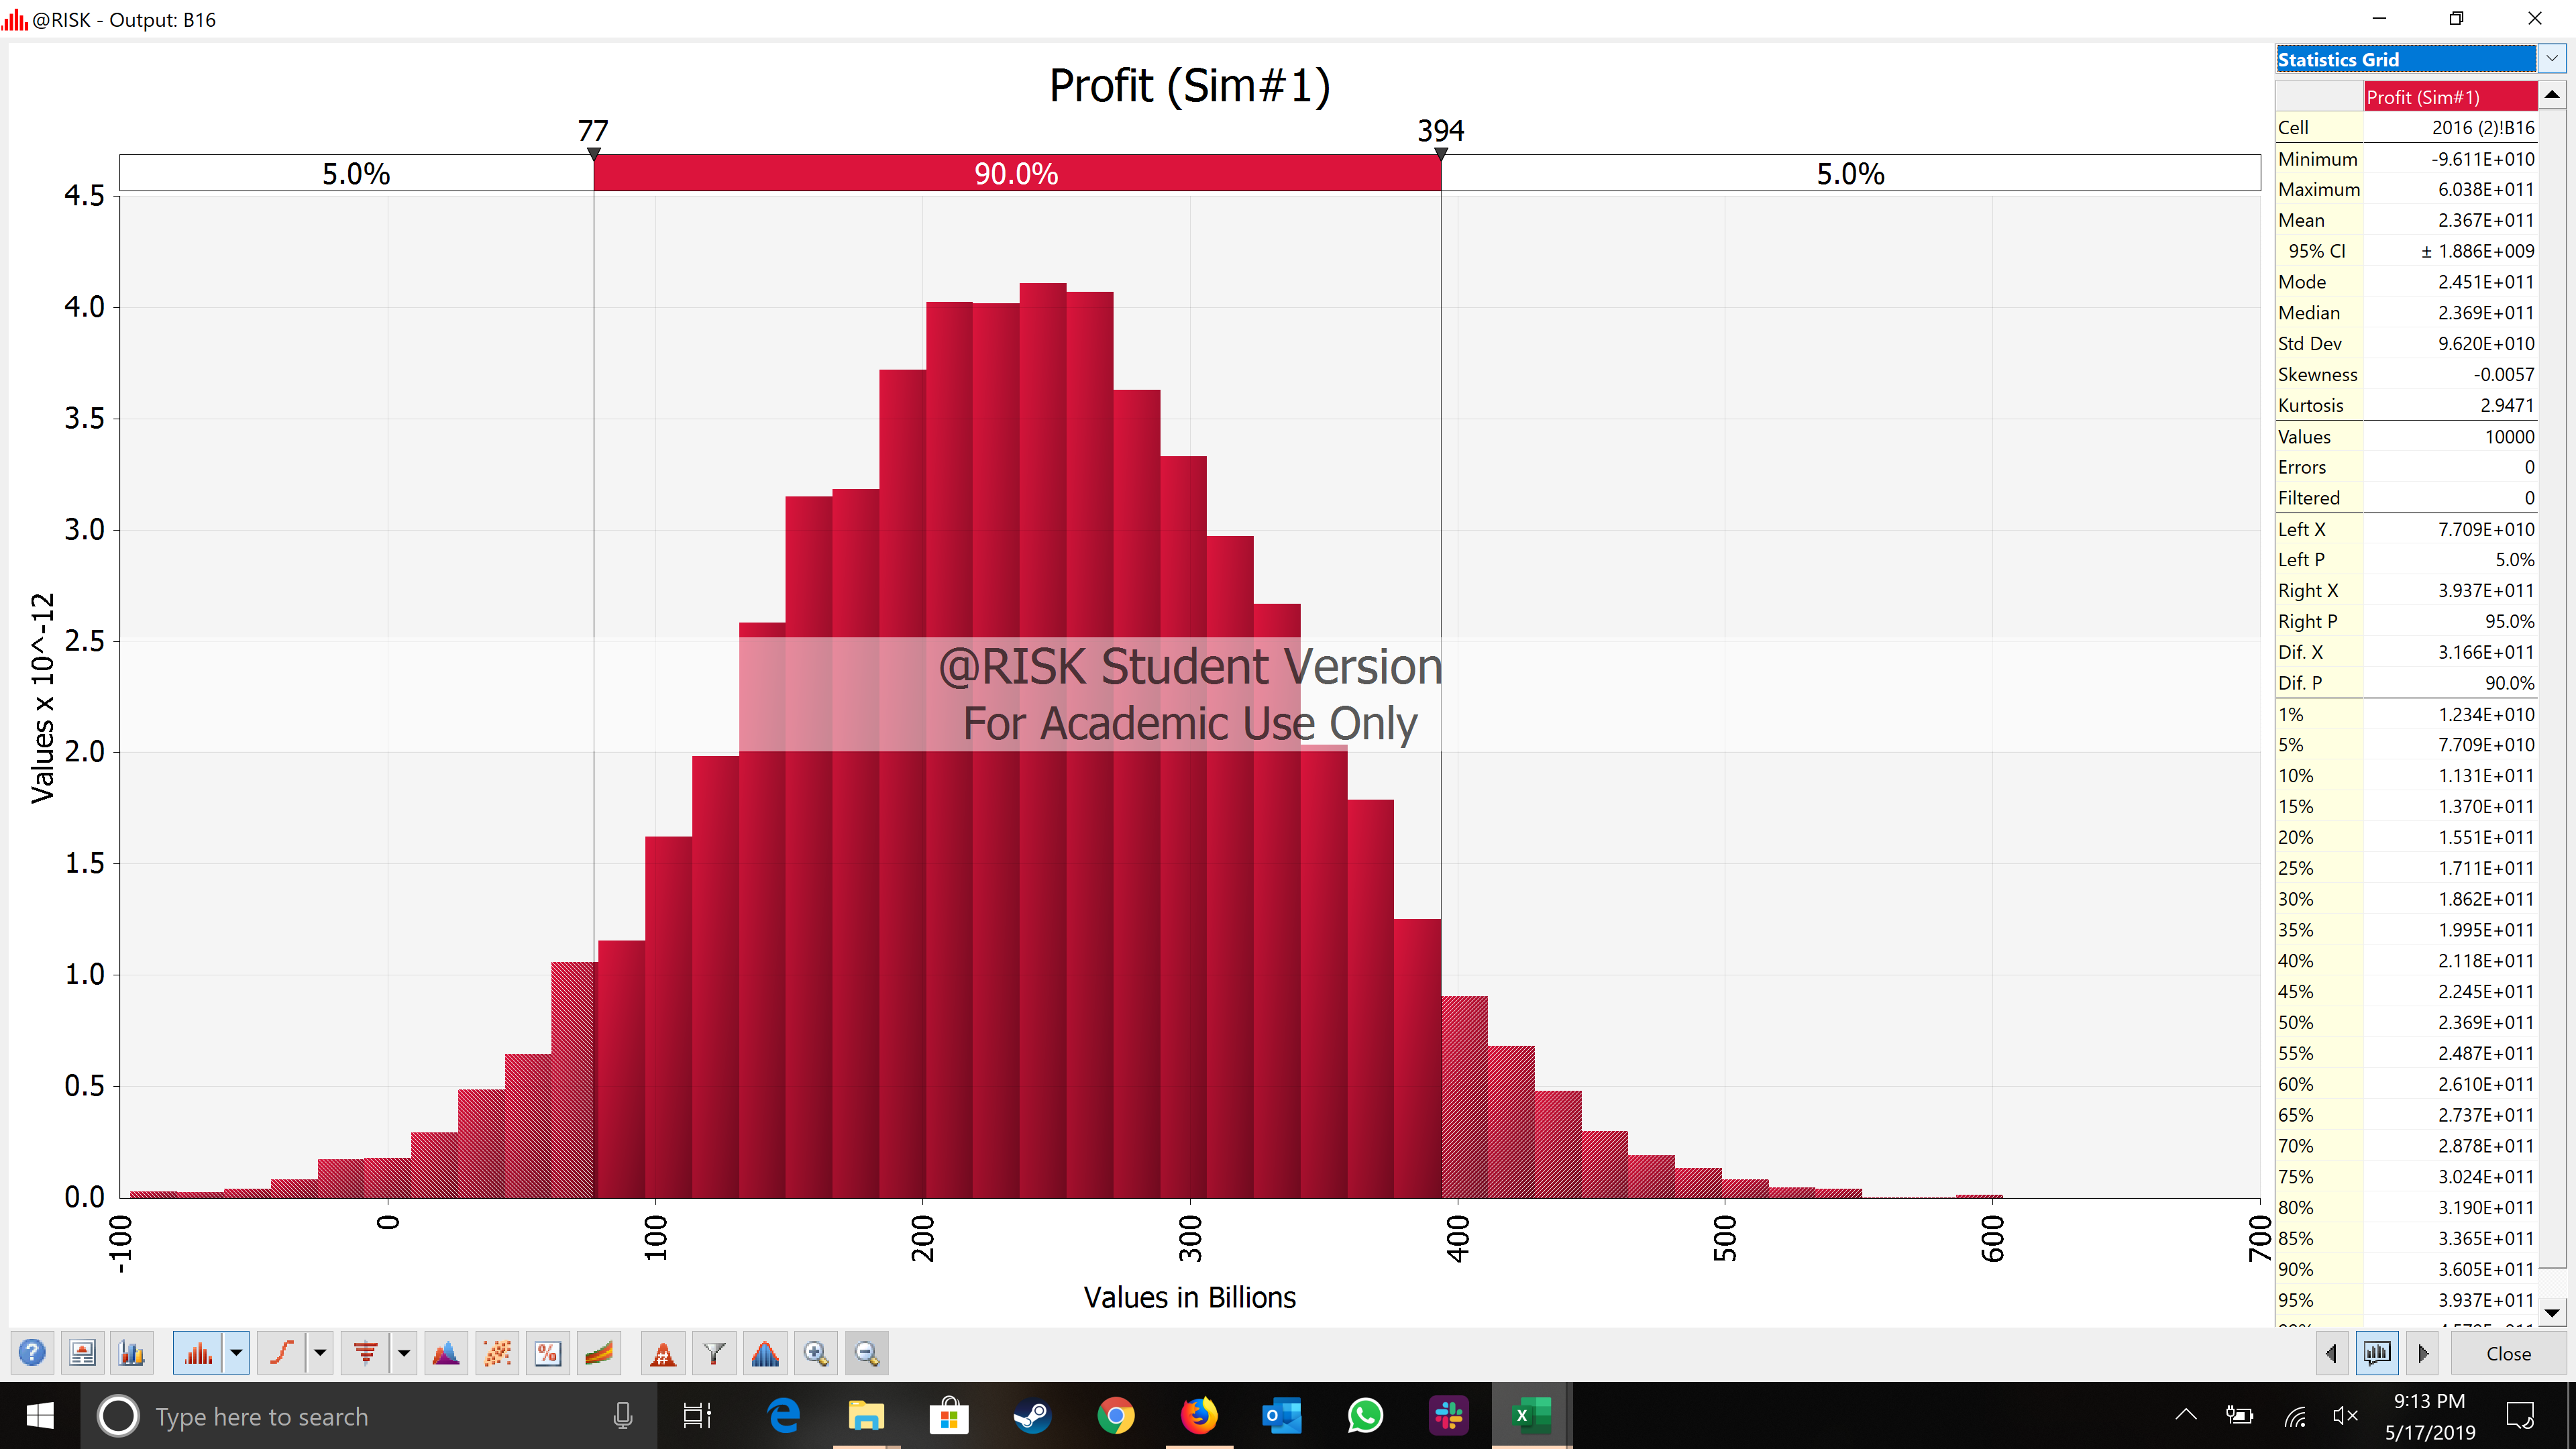 @RISK - Output: B16
Profit (Sim#1)
77 394
5.0% 90.0% 5.0%
4.5
4.0
3.5
3.0
2.5
2.0
1.5
1.0
0.5
0.0
Values x 10^-12
@RISK Student Version
For Academic Use Only
-100 0 100 200 300 400 500 600 700
Values in Billions
Statistics Grid
Profit (Sim#1)
Cell 2016 (2)!B16
Minimum -9.611E+010
Maximum 6.038E+011
Mean 2.367E+011
95% CI ± 1.886E+009
Mode 2.451E+011
Median 2.369E+011
Std Dev 9.620E+010
Skewness -0.0057
Kurtosis 2.9471
Values 10000
Errors 0
Filtered 0
Left X 7.709E+010
Left P 5.0%
Right X 3.937E+011
Right P 95.0%
Dif. X 3.166E+011
Dif. P 90.0%
1% 1.234E+010
5% 7.709E+010
10% 1.131E+011
15% 1.370E+011
20% 1.551E+011
25% 1.711E+011
30% 1.862E+011
35% 1.995E+011
40% 2.118E+011
45% 2.245E+011
50% 2.369E+011
55% 2.487E+011
60% 2.610E+011
65% 2.737E+011
70% 2.878E+011
75% 3.024E+011
80% 3.190E+011
85% 3.365E+011
90% 3.605E+011
95% 3.937E+011
Close
Type here to search
9:13 PM
5/17/2019